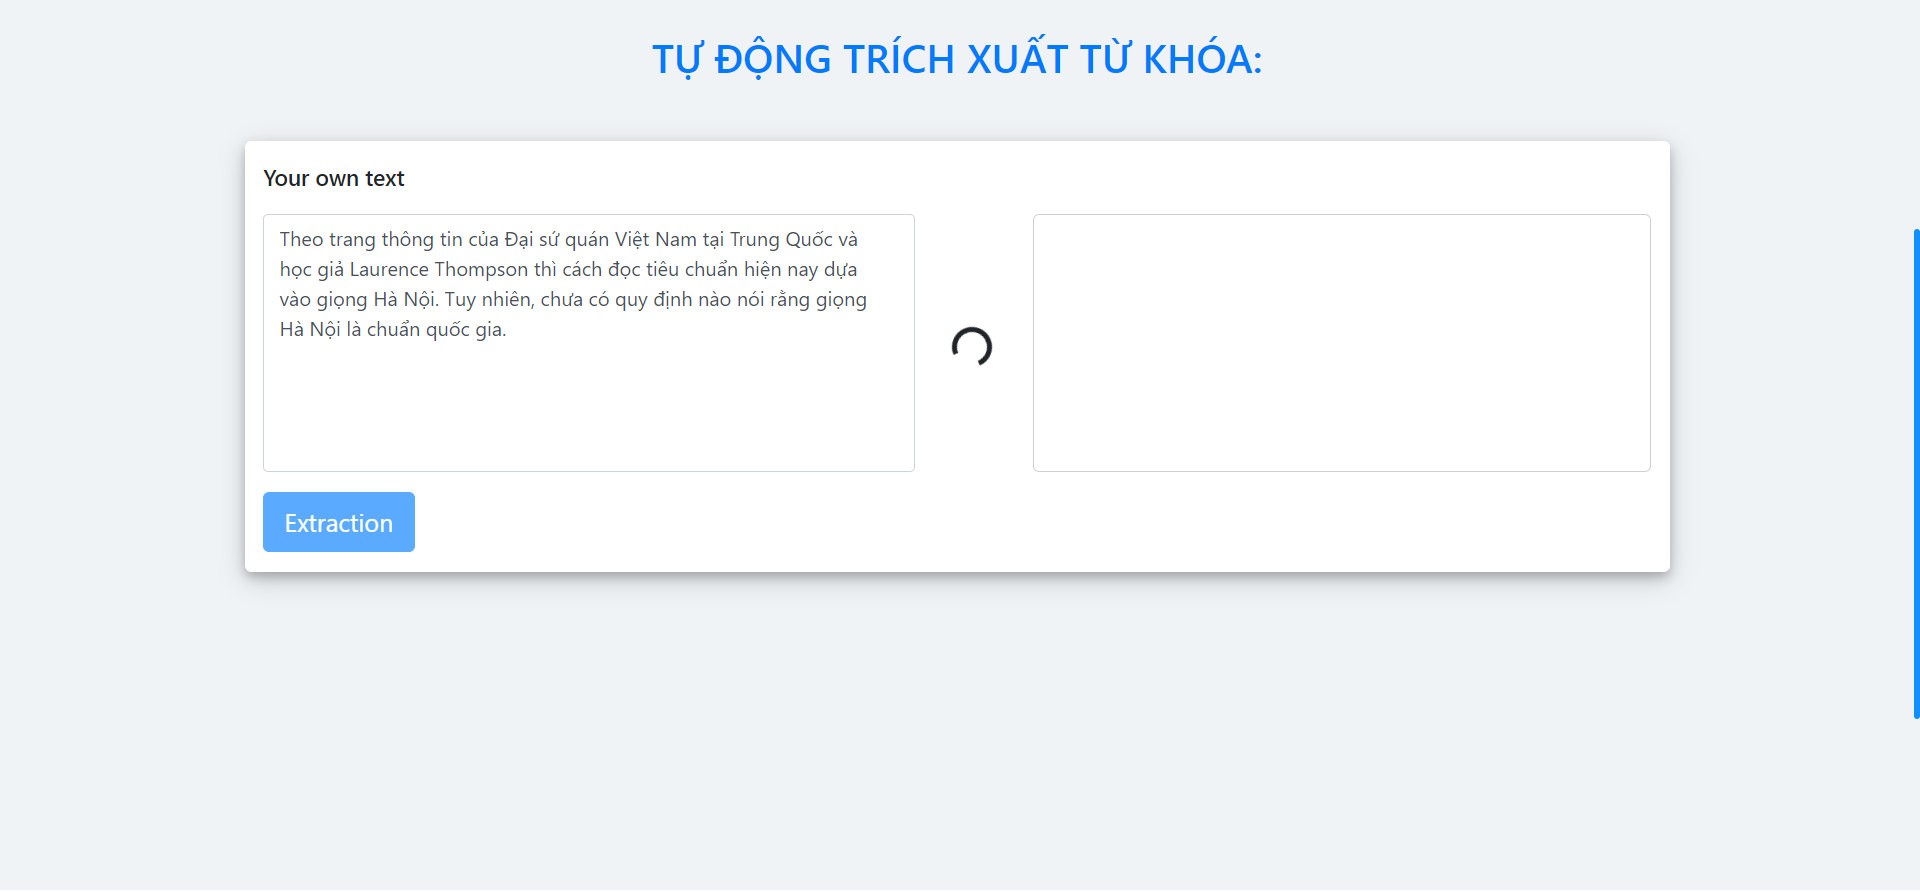 TỰ ĐỘNG TRÍCH XUẤT TỪ KHÓA:
Your own text
Theo trang thông tin của Đại sứ quán Việt Nam tại Trung Quốc và
học giả Laurence Thompson thì cách đọc tiêu chuẩn hiện nay dựa
vào giọng Hà Nội. Tuy nhiên, chưa có quy định nào nói rằng giọng
Hà Nội là chuẩn quốc gia.
Extraction